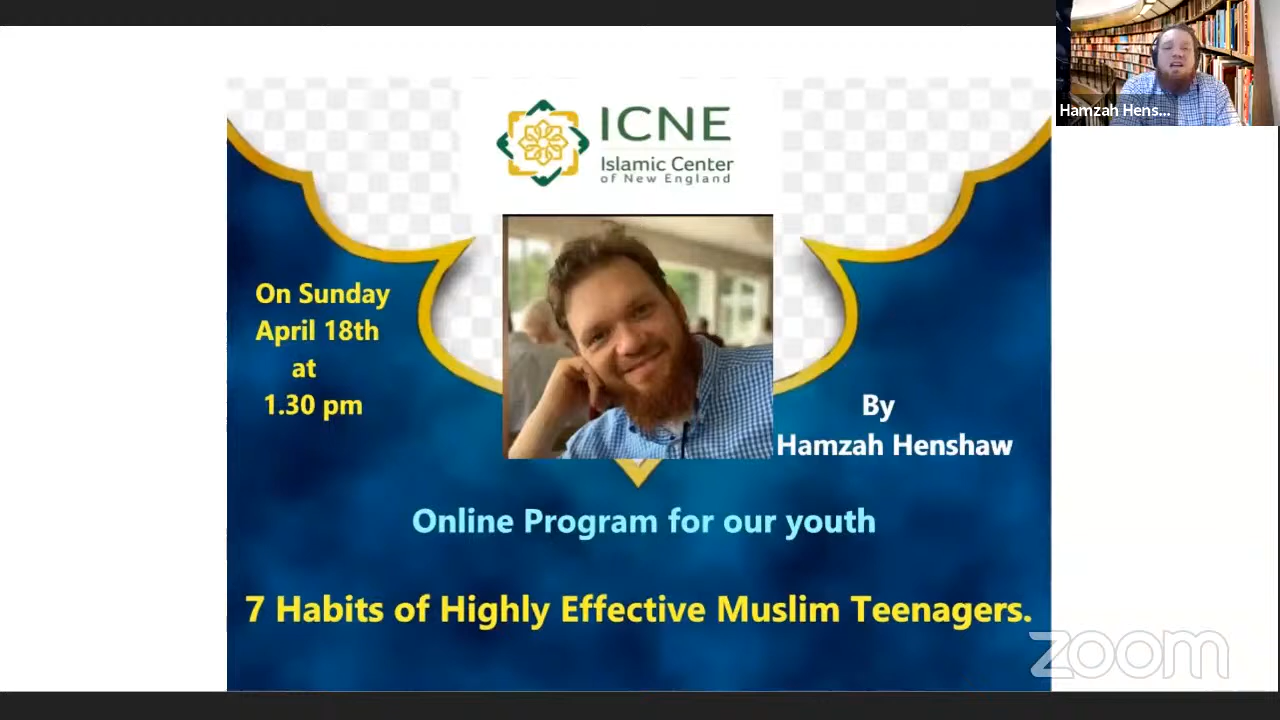 Hamzah Hens...
ICNE
Islamic Center
of New England
On Sunday
April 18th
at
1.30 pm
By
Hamzah Henshaw
Online Program for our youth
7 Habits of Highly Effective Muslim Teenagers.
zoom